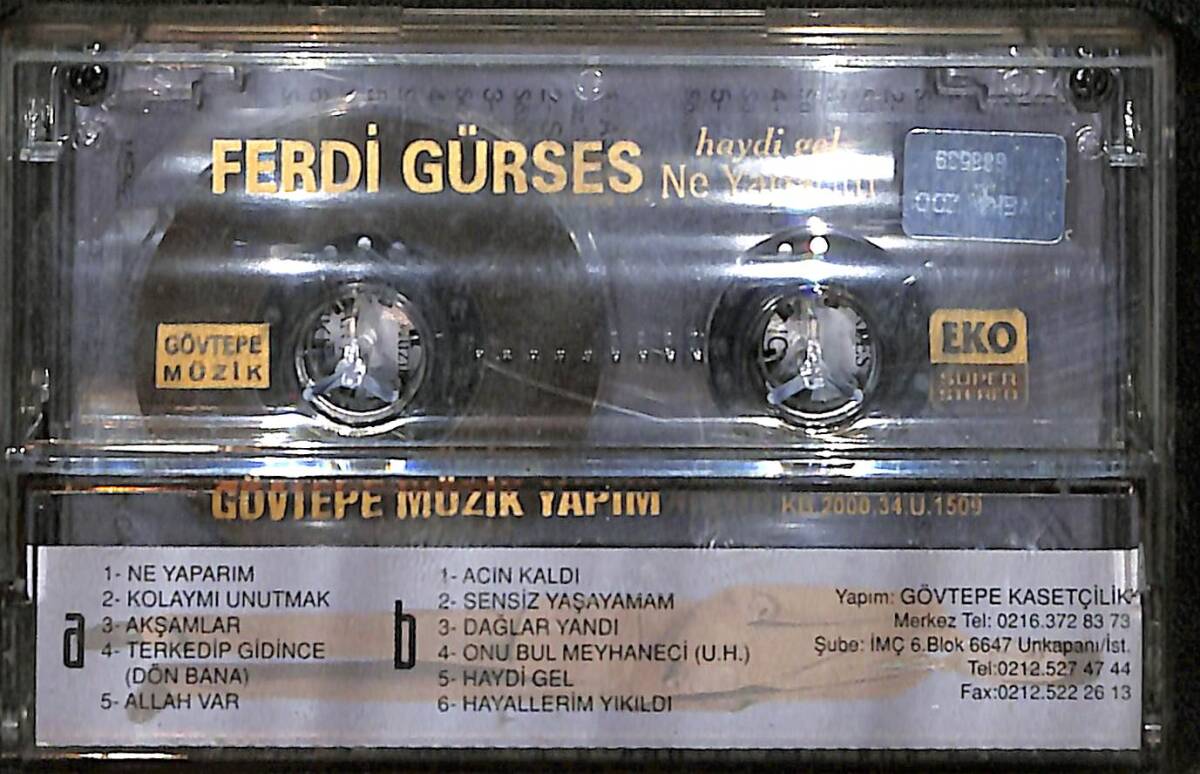 FERDİ GÜRSES
haydi gel
Ne Yaparım
GÖVTEPE
MÜZİK
EKO
SUPER
STEREO
GÖVTEPE MÜZİK YAPIM
KB.2000.34.U.1509
a
1- NE YAPARIM
2- KOLAYMI UNUTMAK
3- AKŞAMLAR
4- TERKEDİP GİDİNCE
(DÖN BANA)
5- ALLAH VAR
b
1- ACIN KALDI
2- SENSİZ YAŞAYAMAM
3- DAĞLAR YANDI
4- ONU BUL MEYHANECİ (U.H.)
5- HAYDİ GEL
6- HAYALLERİM YIKILDI
Yapım: GÖVTEPE KASETÇİLİK
Merkez Tel: 0216.372 83 73
Şube: İMÇ 6.Blok 6647 Unkapanı/İst.
Tel:0212.527 47 44
Fax:0212.522 26 13